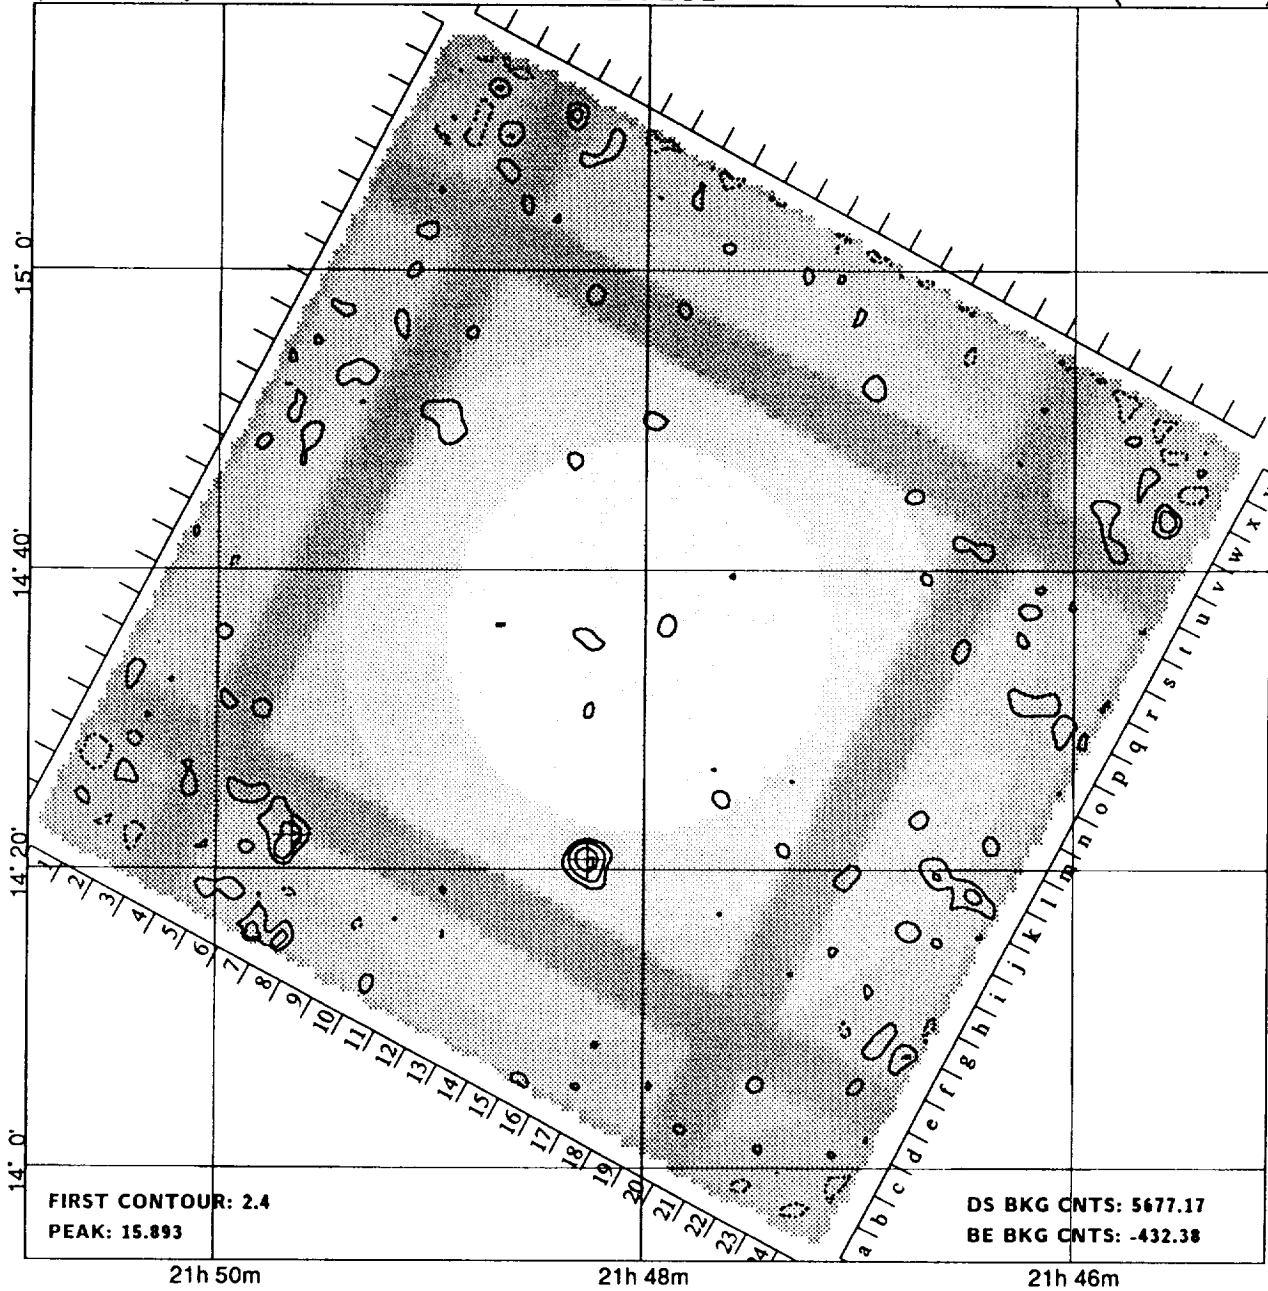 15° 0'
14° 40'
14° 20'
14° 0'
1 2 3 4 5 6 7 8 9 10 11 12 13 14 15 16 17 18 19 20 21 22 23 24
a b c d e f g h i j k l m n o p q r s t u v w x
FIRST CONTOUR: 2.4
PEAK: 15.893
DS BKG CNTS: 5677.17
BE BKG CNTS: -432.38
21h 50m
21h 48m
21h 46m